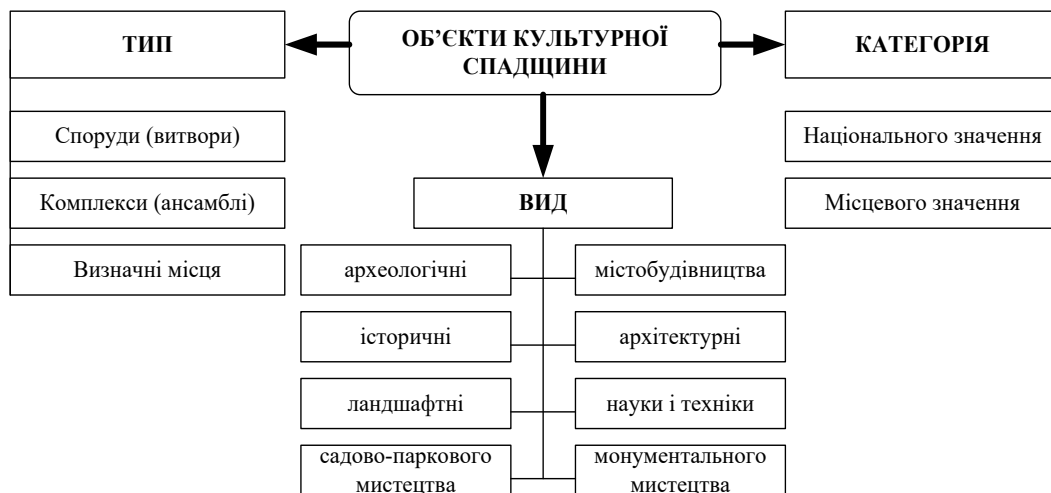 ТИП
ОБ’ЄКТИ КУЛЬТУРНОЇ
СПАДЩИНИ
КАТЕГОРІЯ
Споруди (витвори)
Національного значення
Комплекси (ансамблі)
ВИД
Місцевого значення
Визначні місця
археологічні
містобудівництва
історичні
архітектурні
ландшафтні
науки і техніки
садово-паркового
мистецтва
монументального
мистецтва